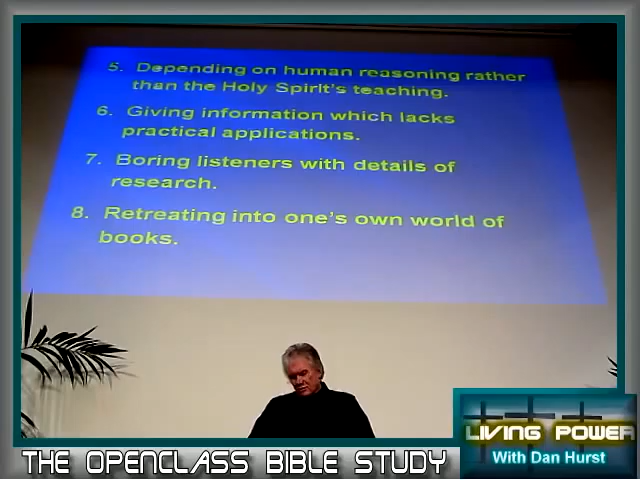 5. Depending on human reasoning rather
than the Holy Spirit's teaching.
6. Giving information which lacks
practical applications.
7. Boring listeners with details of
research.
8. Retreating into one's own world of
books.
LIVING POWER
With Dan Hurst
THE OPENCLASS BIBLE STUDY